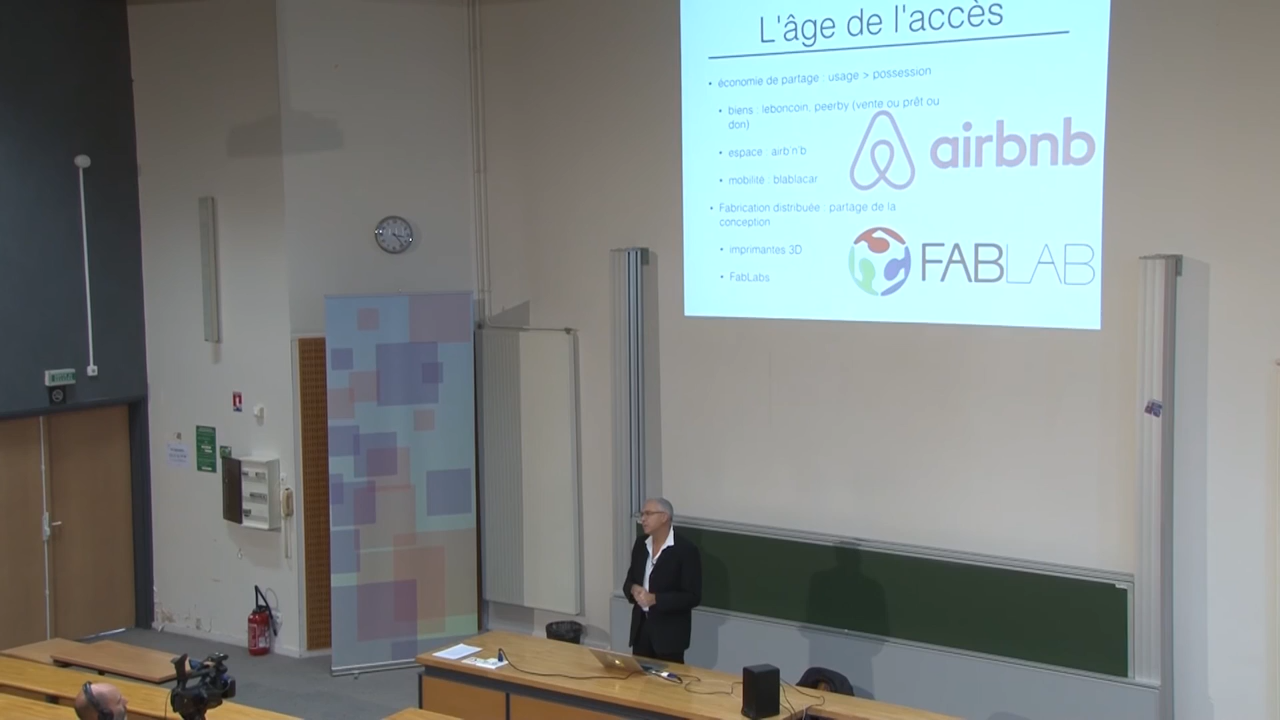 L'âge de l'accès
• économie de partage : usage > possession
• biens : leboncoin, peerby (vente ou prêt ou
don)
• espace : airb'n'b
• mobilité : blablacar
airbnb
• Fabrication distribuée : partage de la
conception
• imprimantes 3D
• FabLabs
FABLAB